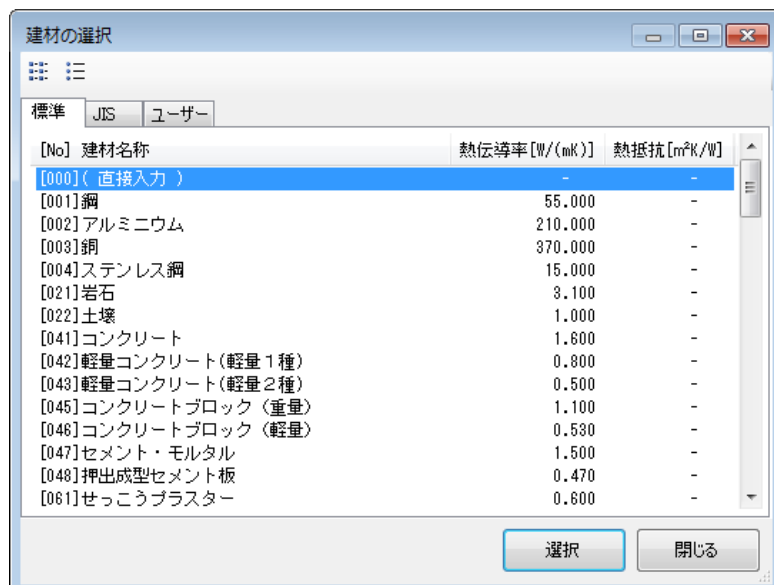 建材の選択
標準 JIS ユーザー
[No] 建材名称 熱伝導率[W/(mK)] 熱抵抗[m²K/W]
[000]( 直接入力 ) - -
[001]鋼 55.000 -
[002]アルミニウム 210.000 -
[003]銅 370.000 -
[004]ステンレス鋼 15.000 -
[021]岩石 3.100 -
[022]土壌 1.000 -
[041]コンクリート 1.600 -
[042]軽量コンクリート(軽量１種) 0.800 -
[043]軽量コンクリート(軽量２種) 0.500 -
[045]コンクリートブロック（重量） 1.100 -
[046]コンクリートブロック（軽量） 0.530 -
[047]セメント・モルタル 1.500 -
[048]押出成型セメント板 0.470 -
[061]せっこうプラスター 0.600 -
選択 閉じる